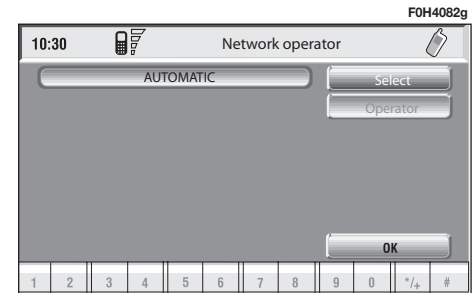 F0H4082g
10:30 Network operator
AUTOMATIC Select
Operator
OK
1 2 3 4 5 6 7 8 9 0 */+ #